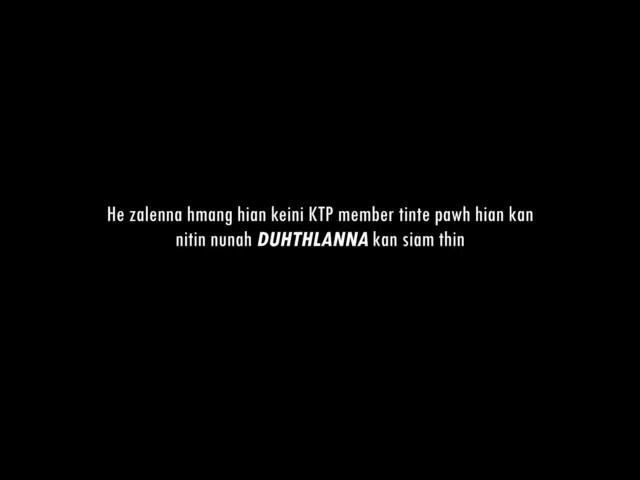 He zalenna hmang hian keini KTP member tinte pawh hian kan
nitin nunah DUHTHLANNA kan siam thin